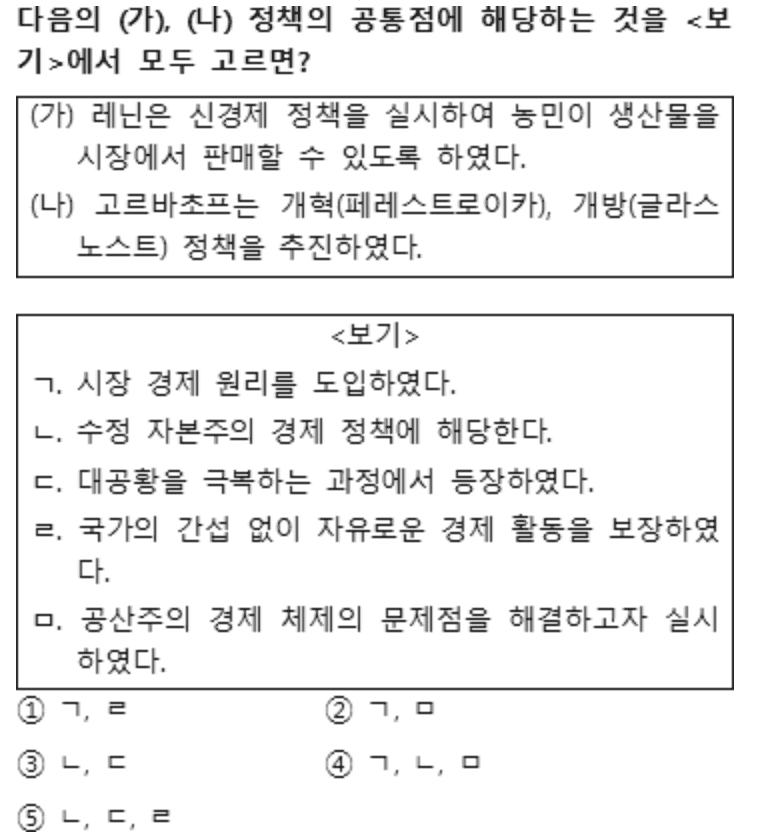 다음의 (가), (나) 정책의 공통점에 해당하는 것을 <보
기>에서 모두 고르면?
(가) 레닌은 신경제 정책을 실시하여 농민이 생산물을
시장에서 판매할 수 있도록 하였다.
(나) 고르바초프는 개혁(페레스트로이카), 개방(글라스
노스트) 정책을 추진하였다.
<보기>
ㄱ. 시장 경제 원리를 도입하였다.
ㄴ. 수정 자본주의 경제 정책에 해당한다.
ㄷ. 대공황을 극복하는 과정에서 등장하였다.
ㄹ. 국가의 간섭 없이 자유로운 경제 활동을 보장하였
다.
ㅁ. 공산주의 경제 체제의 문제점을 해결하고자 실시
하였다.
① ㄱ, ㄹ ② ㄱ, ㅁ
③ ㄴ, ㄷ ④ ㄱ, ㄴ, ㅁ
⑤ ㄴ, ㄷ, ㄹ